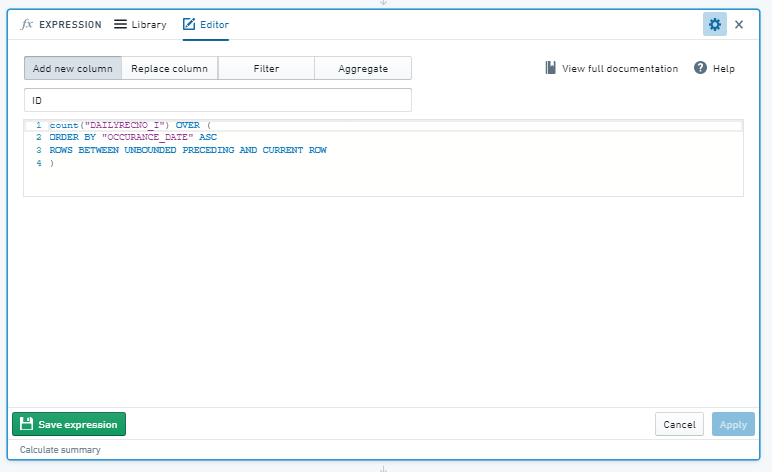 fx EXPRESSION Library Editor
Add new column Replace column Filter Aggregate View full documentation ? Help
ID
1 count("DAILYRECNO_I") OVER (
2 ORDER BY "OCCURANCE_DATE" ASC
3 ROWS BETWEEN UNBOUNDED PRECEDING AND CURRENT ROW
4 )
Save expression Cancel Apply
Calculate summary